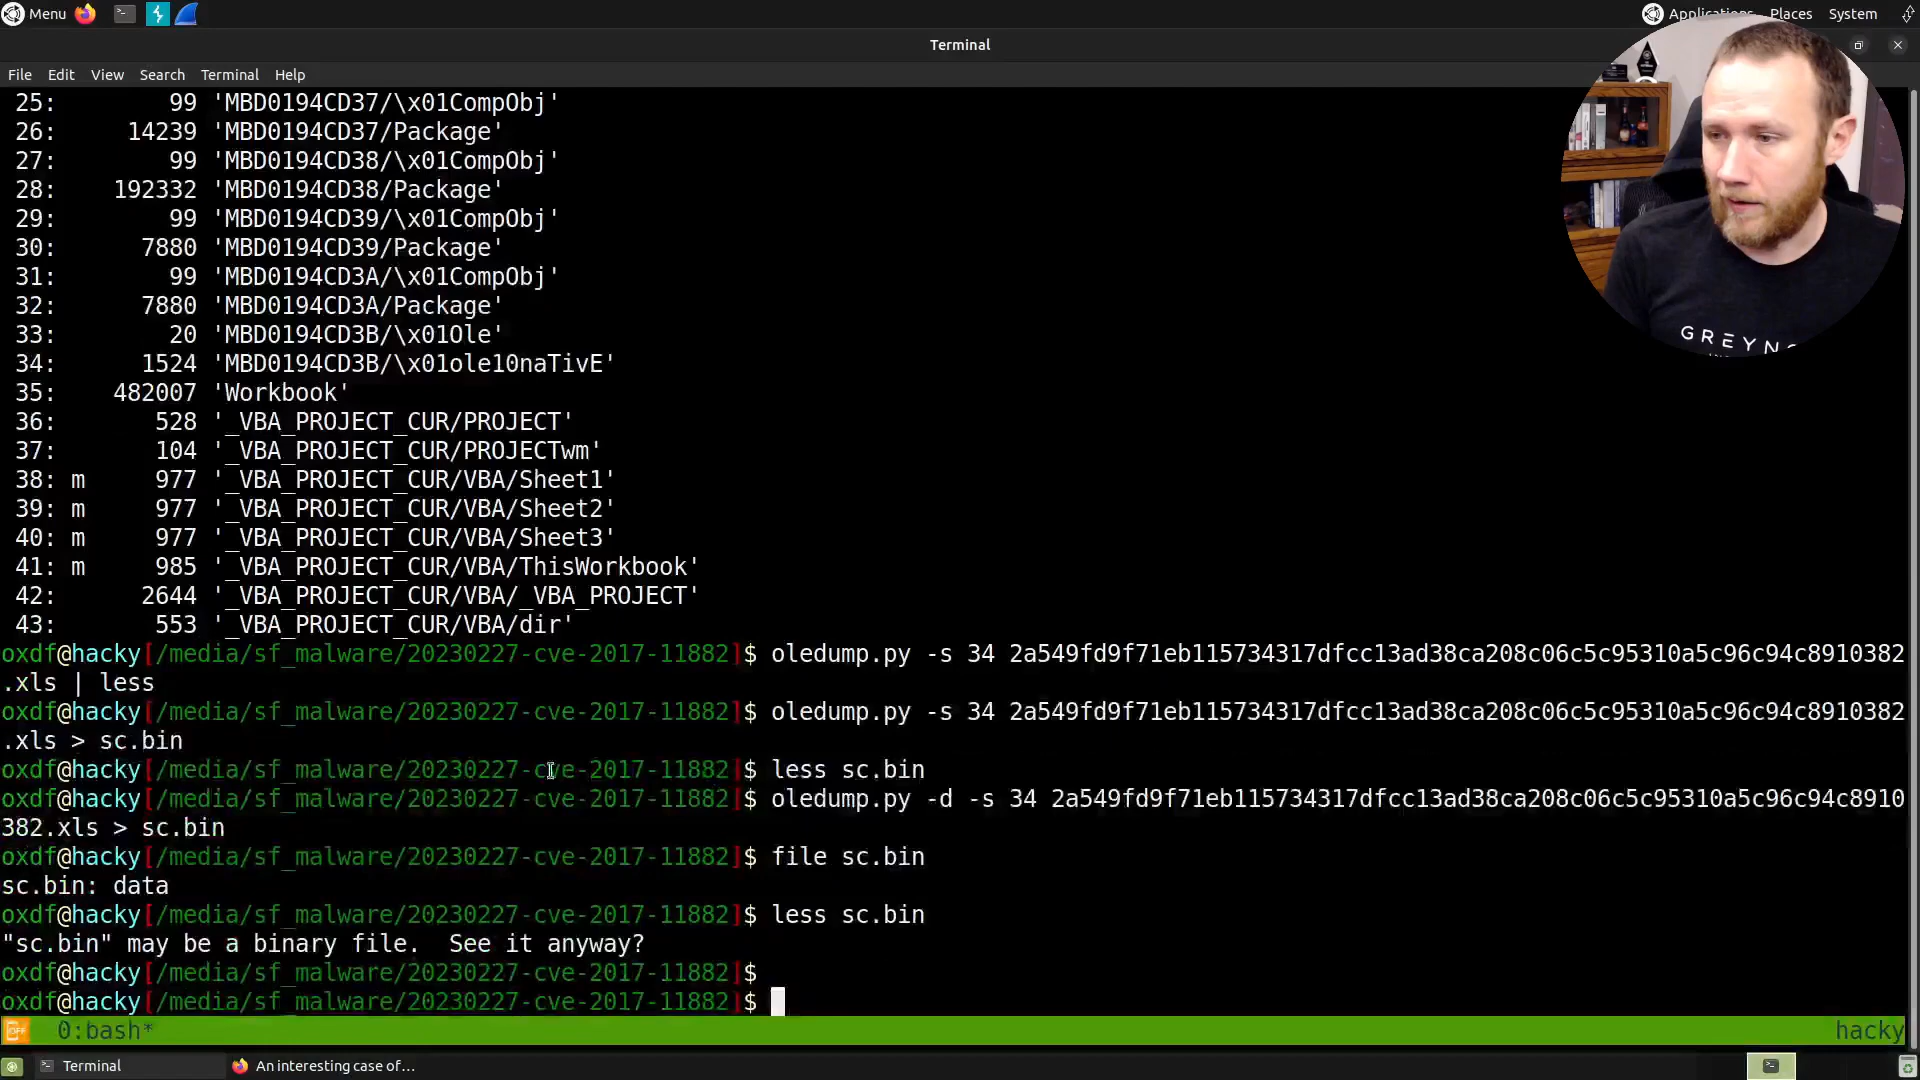 Menu
Applications Places System
Terminal
File Edit View Search Terminal Help
25: 99 'MBD0194CD37/\x01CompObj'
26: 14239 'MBD0194CD37/Package'
27: 99 'MBD0194CD38/\x01CompObj'
28: 192332 'MBD0194CD38/Package'
29: 99 'MBD0194CD39/\x01CompObj'
30: 7880 'MBD0194CD39/Package'
31: 99 'MBD0194CD3A/\x01CompObj'
32: 7880 'MBD0194CD3A/Package'
33: 20 'MBD0194CD3B/\x01Ole'
34: 1524 'MBD0194CD3B/\x01ole10naTivE'
35: 482007 'Workbook'
36: 528 '_VBA_PROJECT_CUR/PROJECT'
37: 104 '_VBA_PROJECT_CUR/PROJECTwm'
38: m 977 '_VBA_PROJECT_CUR/VBA/Sheet1'
39: m 977 '_VBA_PROJECT_CUR/VBA/Sheet2'
40: m 977 '_VBA_PROJECT_CUR/VBA/Sheet3'
41: m 985 '_VBA_PROJECT_CUR/VBA/ThisWorkbook'
42: 2644 '_VBA_PROJECT_CUR/VBA/_VBA_PROJECT'
43: 553 '_VBA_PROJECT_CUR/VBA/dir'
oxdf@hacky[/media/sf_malware/20230227-cve-2017-11882]$ oledump.py -s 34 2a549fd9f71eb115734317dfcc13ad38ca208c06c5c95310a5c96c94c8910382
.xls | less
oxdf@hacky[/media/sf_malware/20230227-cve-2017-11882]$ oledump.py -s 34 2a549fd9f71eb115734317dfcc13ad38ca208c06c5c95310a5c96c94c8910382
.xls > sc.bin
oxdf@hacky[/media/sf_malware/20230227-cve-2017-11882]$ less sc.bin
oxdf@hacky[/media/sf_malware/20230227-cve-2017-11882]$ oledump.py -d -s 34 2a549fd9f71eb115734317dfcc13ad38ca208c06c5c95310a5c96c94c8910
382.xls > sc.bin
oxdf@hacky[/media/sf_malware/20230227-cve-2017-11882]$ file sc.bin
sc.bin: data
oxdf@hacky[/media/sf_malware/20230227-cve-2017-11882]$ less sc.bin
"sc.bin" may be a binary file.  See it anyway?
oxdf@hacky[/media/sf_malware/20230227-cve-2017-11882]$
oxdf@hacky[/media/sf_malware/20230227-cve-2017-11882]$
OFF 0:bash* hacky
Terminal An interesting case of...